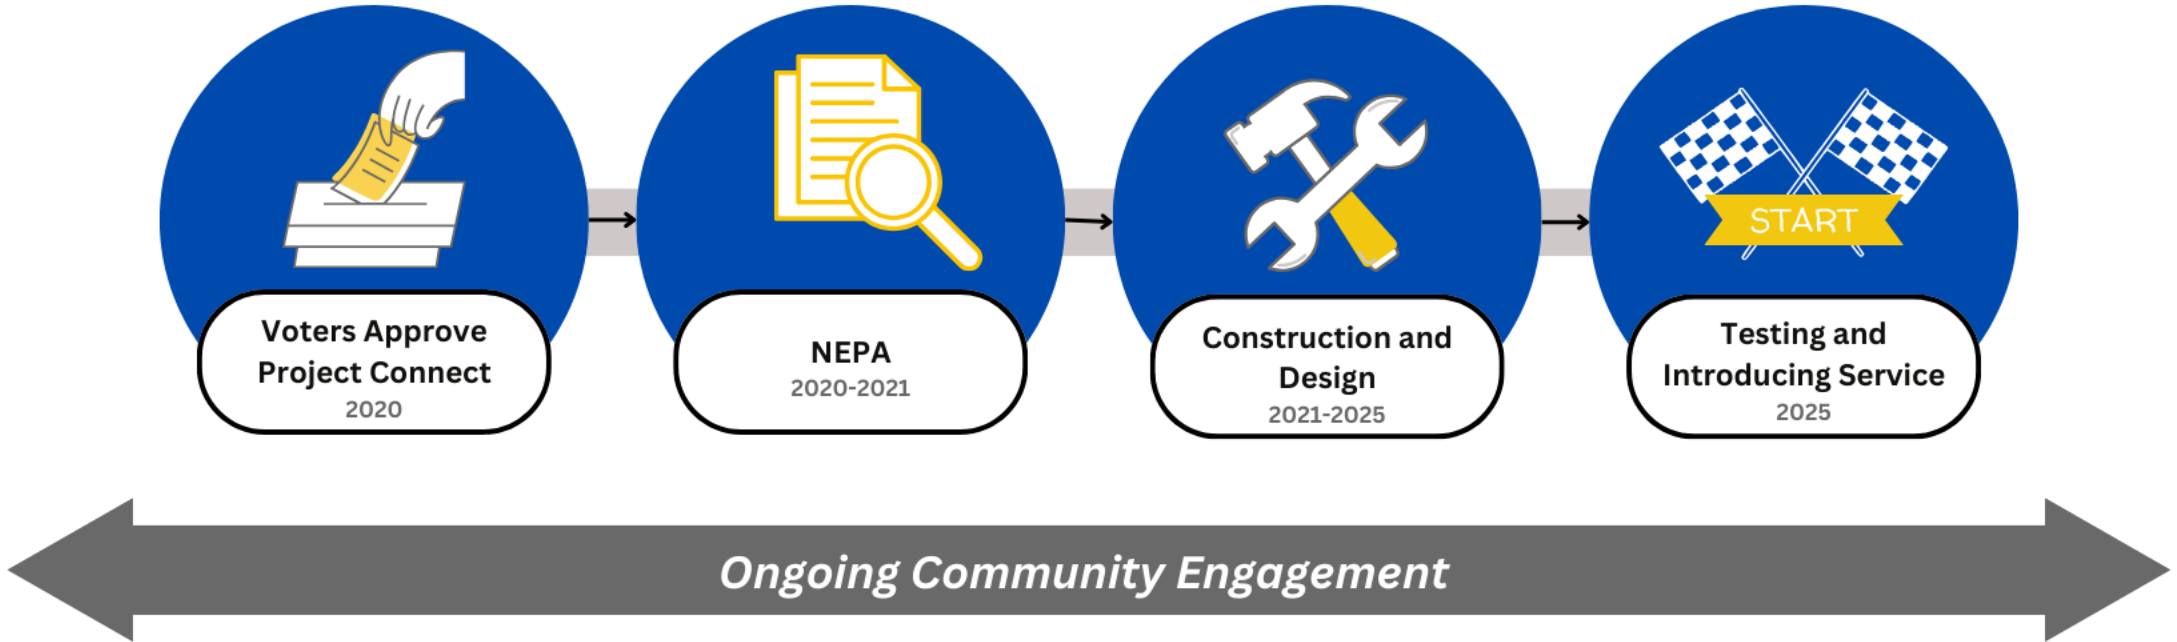 START
Voters Approve
Project Connect
2020
NEPA
2020-2021
Construction and
Design
2021-2025
Testing and
Introducing Service
2025
Ongoing Community Engagement